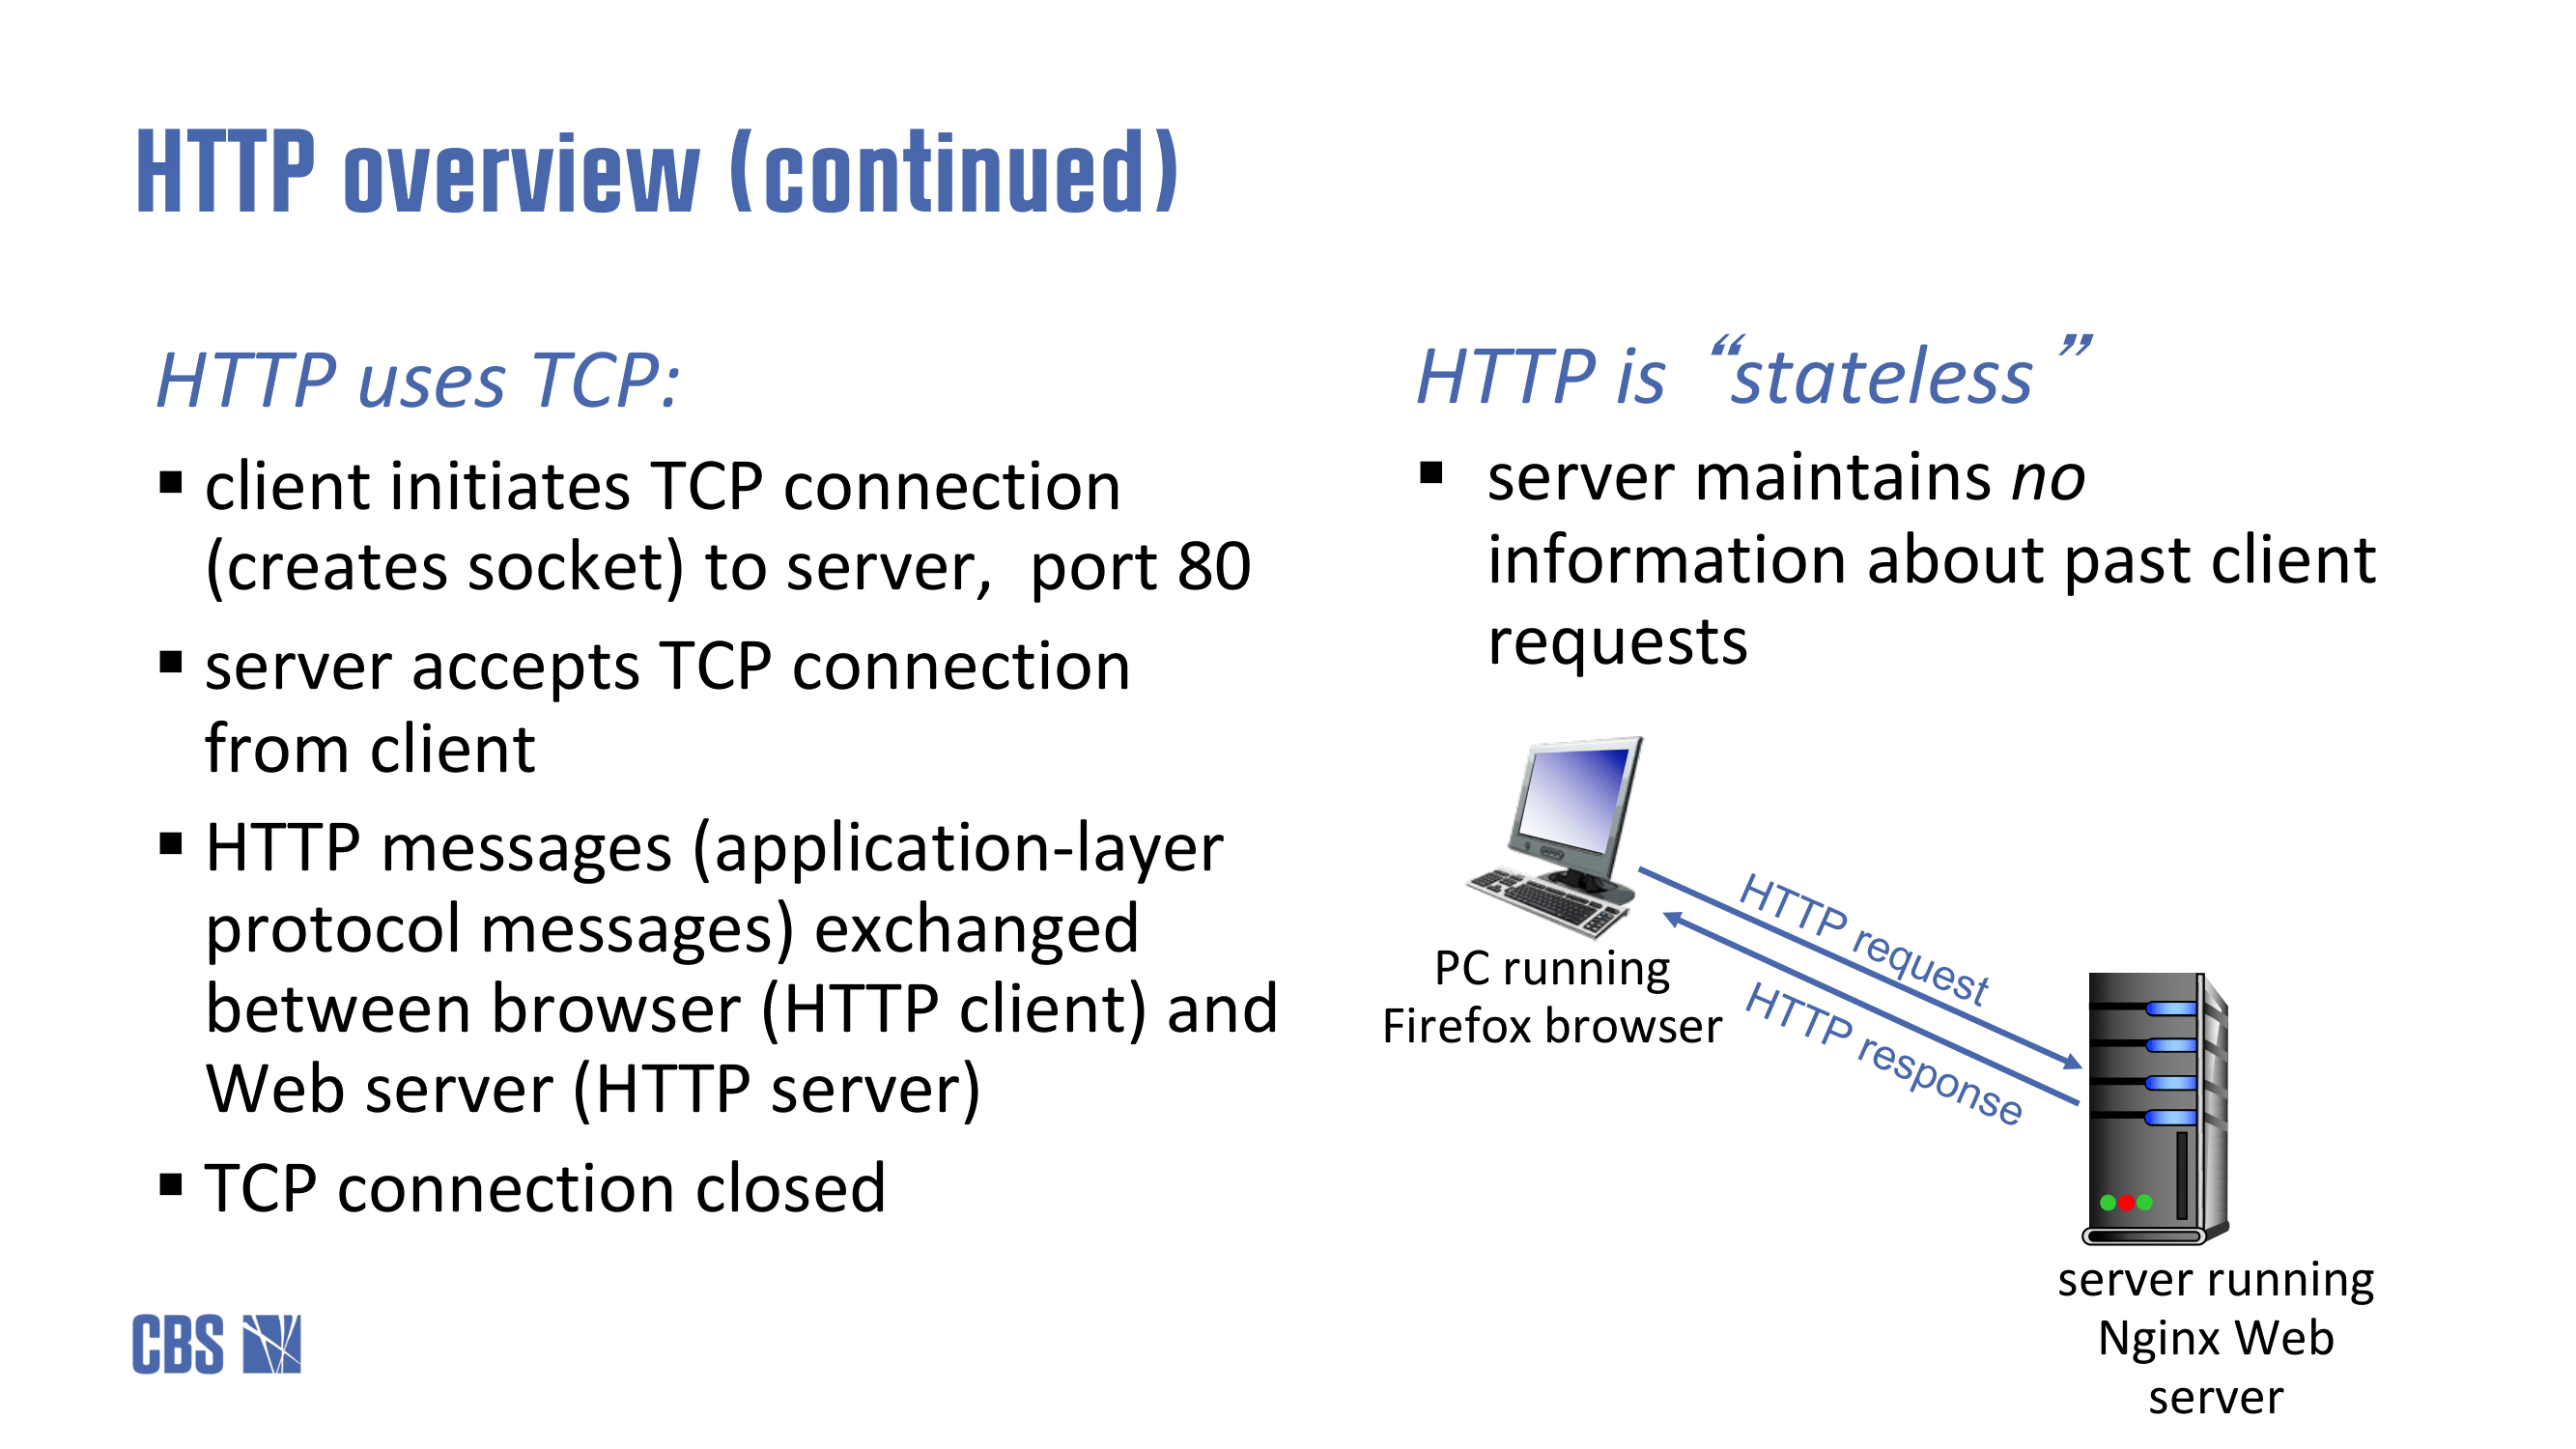 HTTP overview (continued)
HTTP uses TCP:
▪ client initiates TCP connection
(creates socket) to server, port 80
▪ server accepts TCP connection
from client
▪ HTTP messages (application-layer
protocol messages) exchanged
between browser (HTTP client) and
Web server (HTTP server)
▪ TCP connection closed
HTTP is “stateless”
▪ server maintains no
information about past client
requests
PC running
Firefox browser
HTTP request
HTTP response
server running
Nginx Web
server
CBS